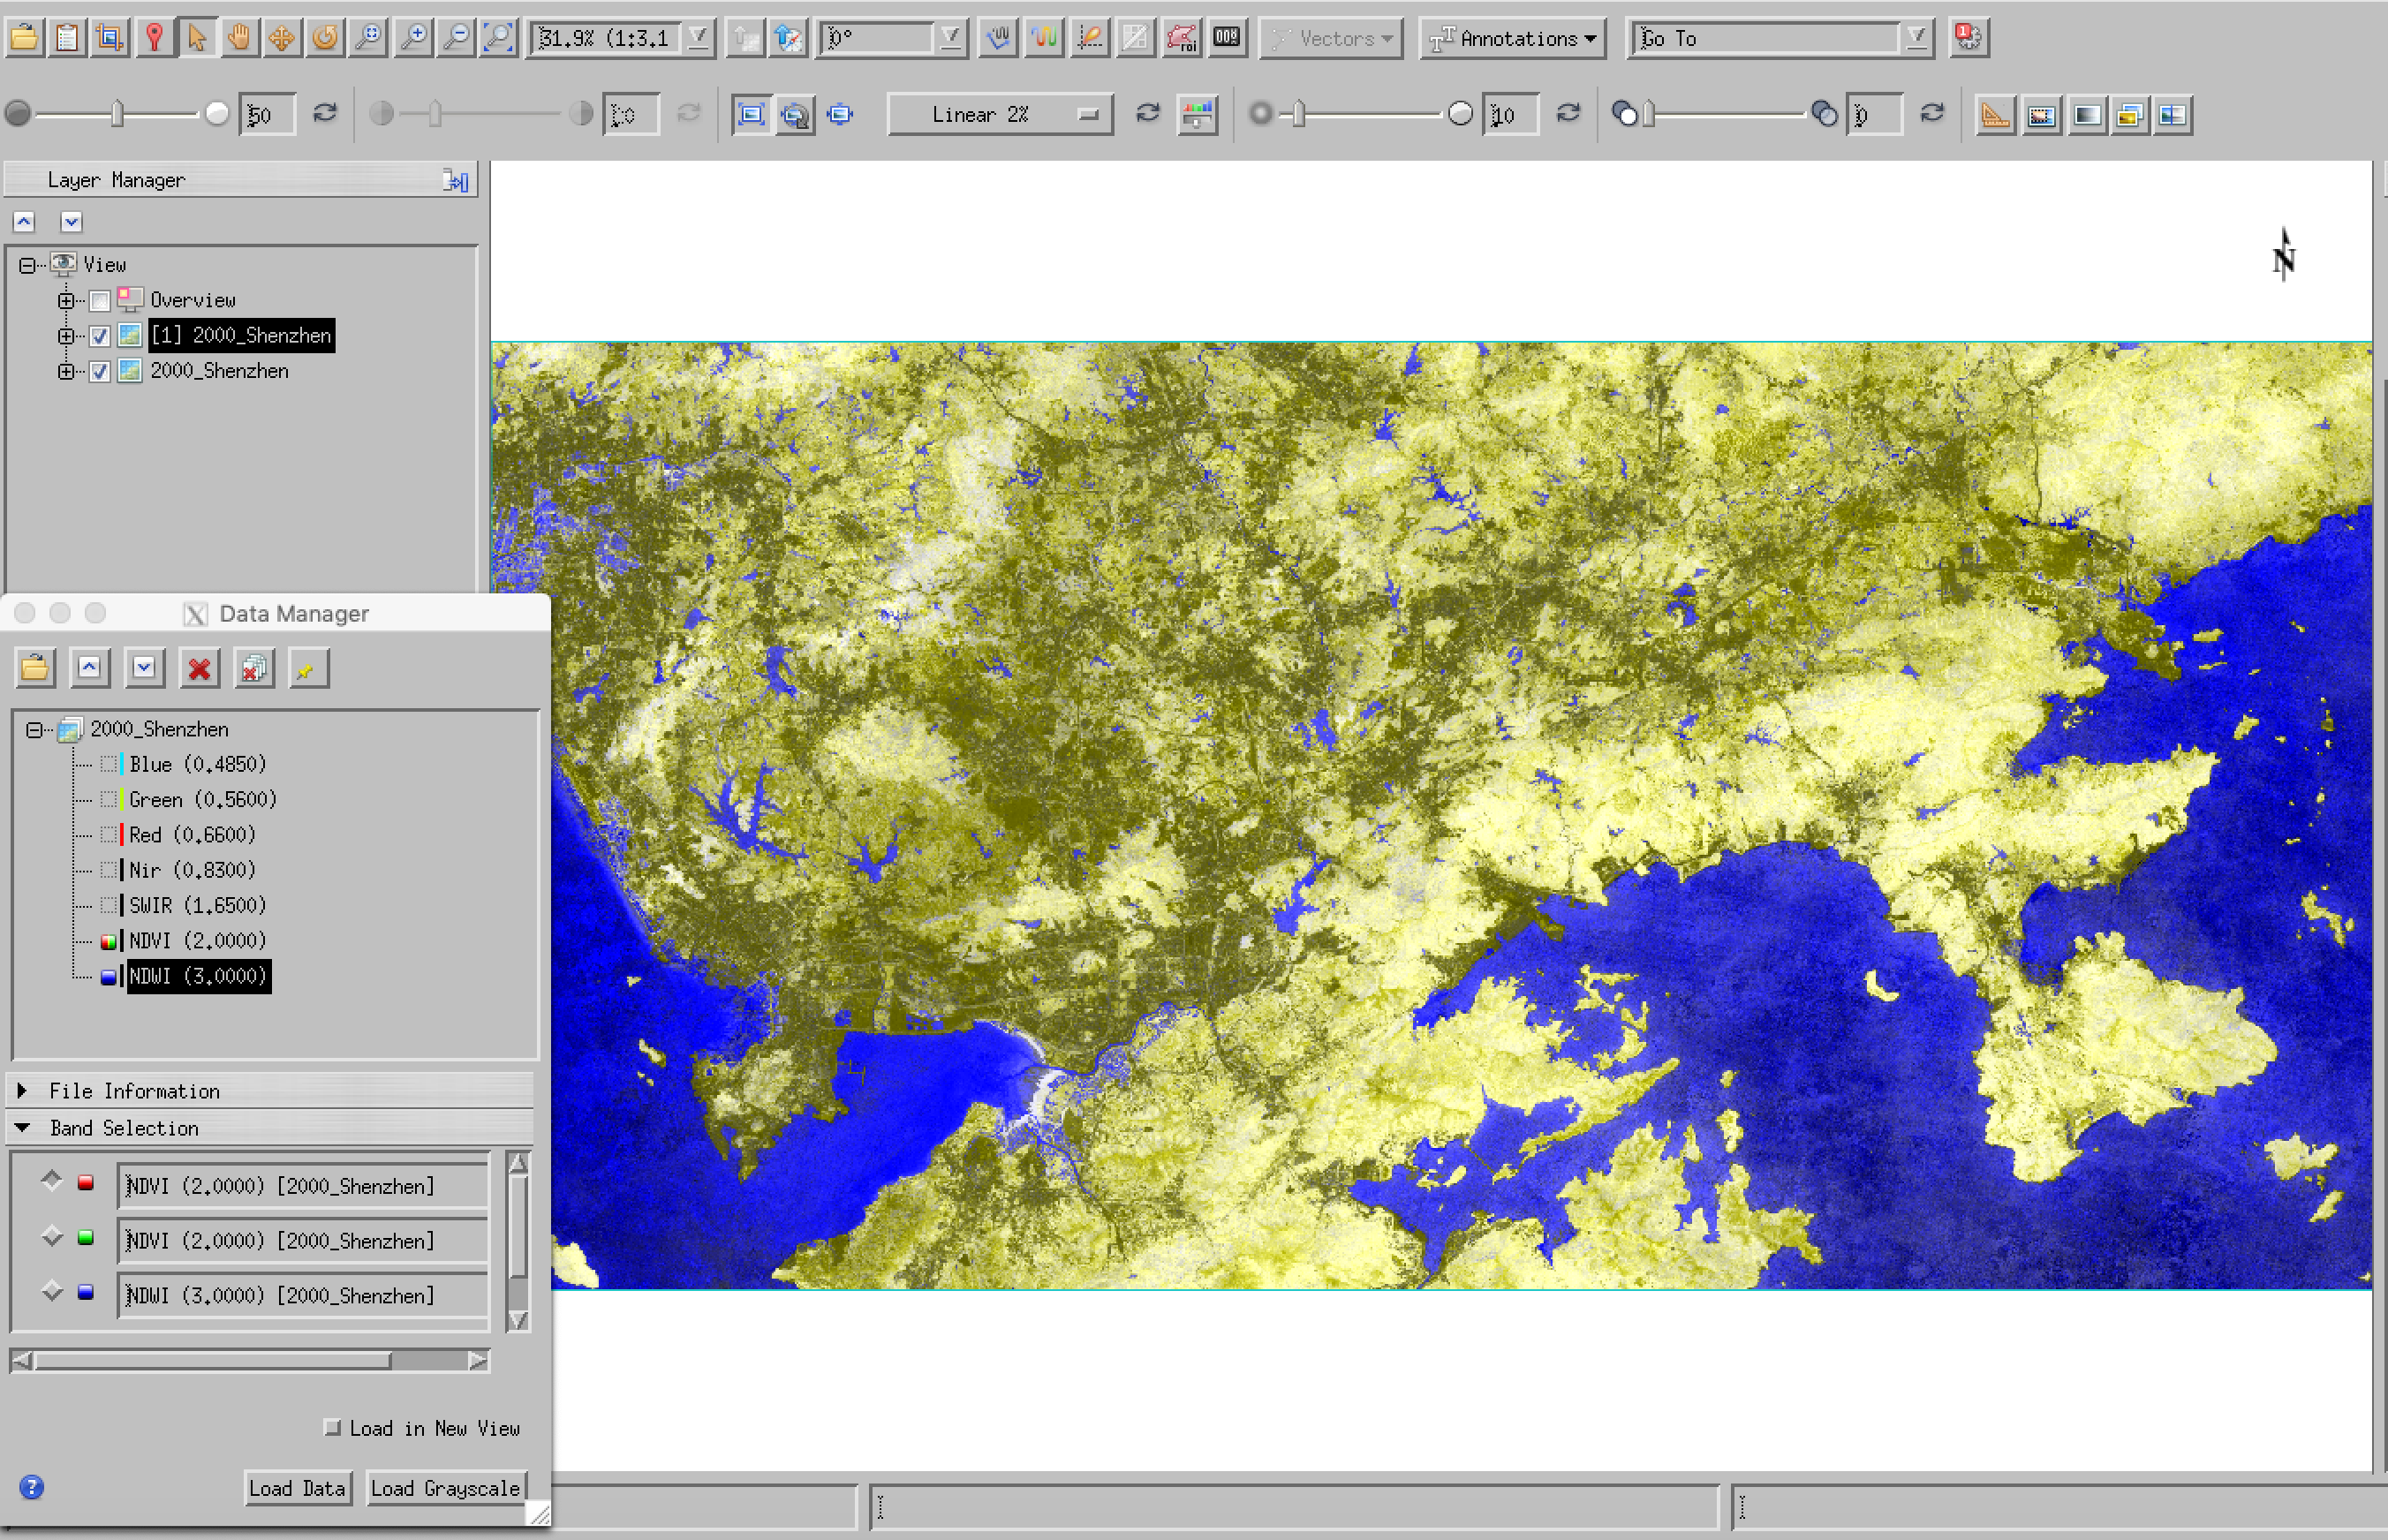 31.9% (1:3.1
0°
roi
Vectors
Annotations
Go To
1
50
Linear 2%
10
0
Layer Manager
View
Overview
[1] 2000_Shenzhen
2000_Shenzhen
N
Data Manager
2000_Shenzhen
Blue (0.4850)
Green (0.5600)
Red (0.6600)
Nir (0.8300)
SWIR (1.6500)
NDVI (2.0000)
NDWI (3.0000)
File Information
Band Selection
NDVI (2.0000) [2000_Shenzhen]
NDVI (2.0000) [2000_Shenzhen]
NDWI (3.0000) [2000_Shenzhen]
Load in New View
? Load Data Load Grayscale